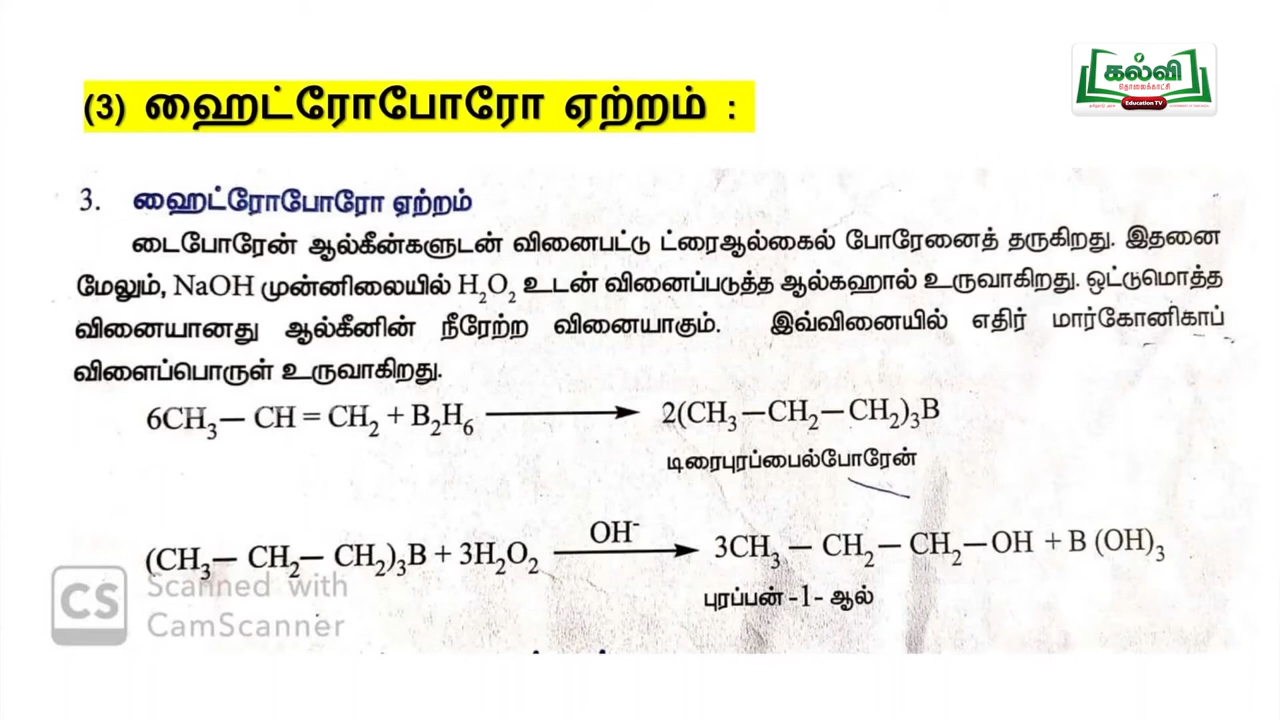 கல்வி
தொலைக்காட்சி
Education TV
(3) ஹைட்ரோபோரோ ஏற்றம் :
3. ஹைட்ரோபோரோ ஏற்றம்
டைபோரேன் ஆல்கீன்களுடன் வினைபட்டு ட்ரைஆல்கைல் போரேனைத் தருகிறது. இதனை
மேலும், NaOH முன்னிலையில் H₂O₂ உடன் வினைப்படுத்த ஆல்கஹால் உருவாகிறது. ஒட்டுமொத்த
வினையானது ஆல்கீனின் நீரேற்ற வினையாகும். இவ்வினையில் எதிர் மார்கோனிகாப்
விளைப்பொருள் உருவாகிறது.
6CH₃— CH = CH₂ + B₂H₆ ⟶ 2(CH₃—CH₂— CH₂)₃B
டிரைபுரப்பைல்போரேன்
OH⁻
(CH₃— CH₂— CH₂)₃B + 3H₂O₂ ⟶ 3CH₃ — CH₂— CH₂—OH + B (OH)₃
புரப்பன் -1- ஆல்
CS Scanned with
CamScanner